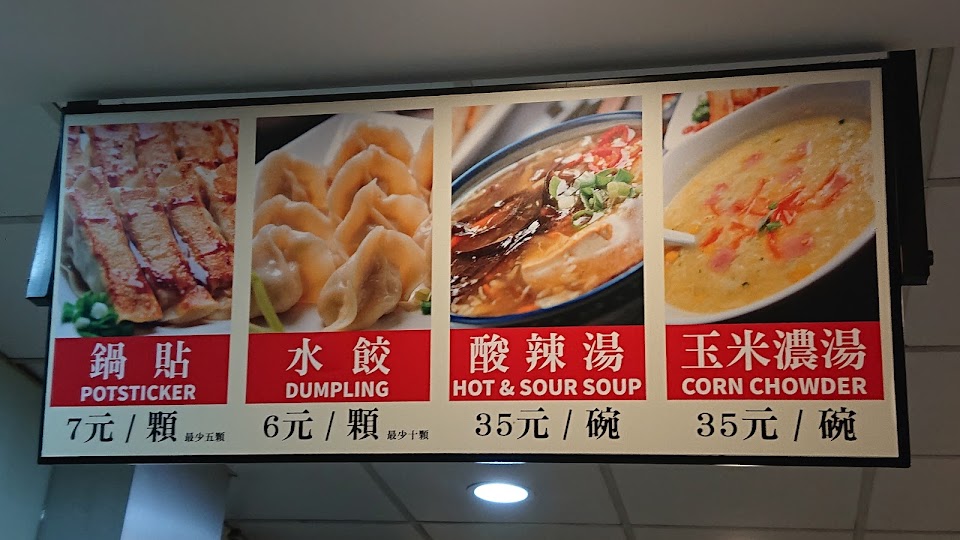 鍋貼
POTSTICKER
7元 / 顆 最少五顆
水餃
DUMPLING
6元 / 顆 最少十顆
酸辣湯
HOT & SOUR SOUP
35元 / 碗
玉米濃湯
CORN CHOWDER
35元 / 碗